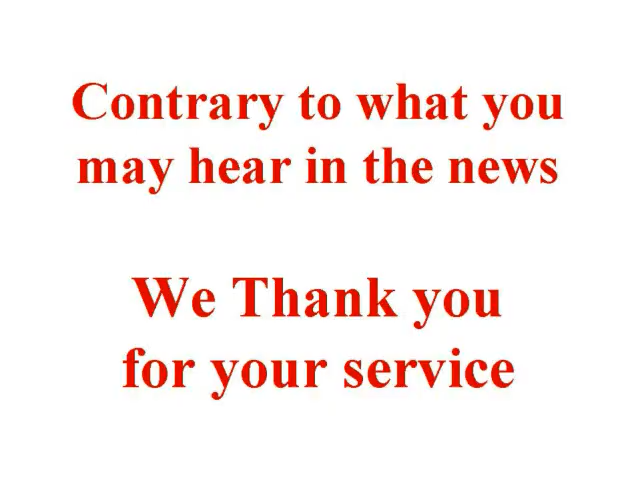 Contrary to what you
may hear in the news
We Thank you
for your service